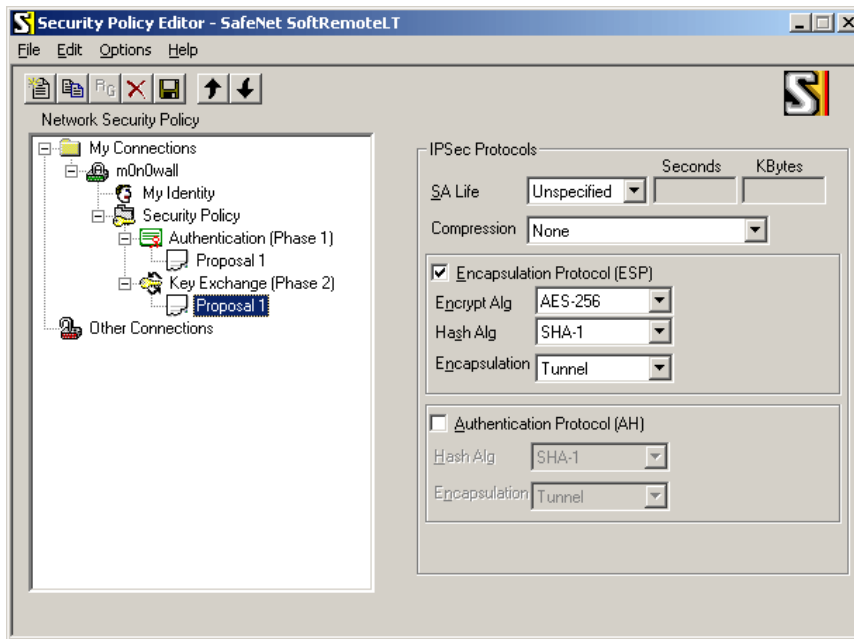 Security Policy Editor - SafeNet SoftRemoteLT
File Edit Options Help
Network Security Policy
My Connections
m0n0wall
My Identity
Security Policy
Authentication (Phase 1)
Proposal 1
Key Exchange (Phase 2)
Proposal 1
Other Connections
IPSec Protocols
Seconds KBytes
SA Life Unspecified
Compression None
Encapsulation Protocol (ESP)
Encrypt Alg AES-256
Hash Alg SHA-1
Encapsulation Tunnel
Authentication Protocol (AH)
Hash Alg SHA-1
Encapsulation Tunnel